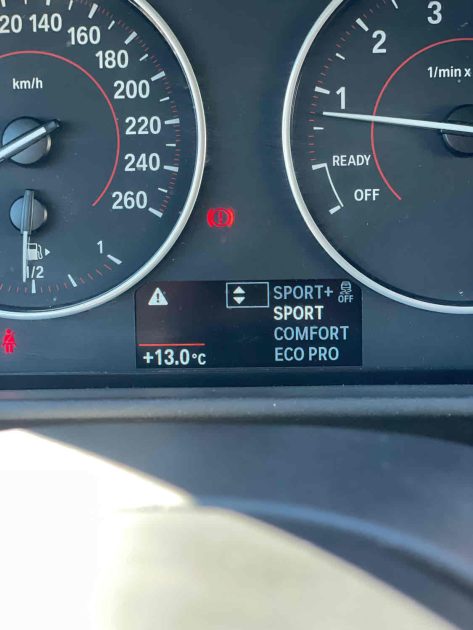 20 140 160 180 200 220 240 260
km/h
1/2 1
1 2 3
1/min x
READY
OFF
SPORT+
OFF
SPORT
COMFORT
ECO PRO
+13.0°C